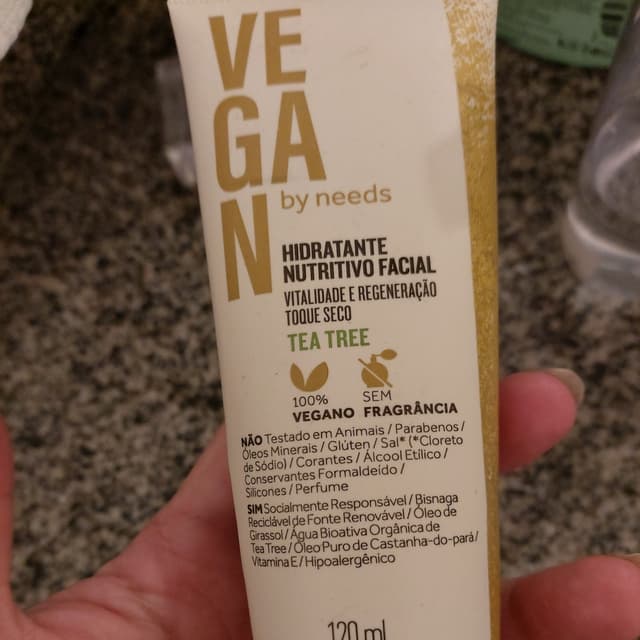 VE
GA
N
by needs
HIDRATANTE
NUTRITIVO FACIAL
VITALIDADE E REGENERAÇÃO
TOQUE SECO
TEA TREE
100%
VEGANO
SEM
FRAGRÂNCIA
NÃO Testado em Animais / Parabenos /
Óleos Minerais / Glúten / Sal* (*Cloreto
de Sódio) / Corantes / Álcool Etílico /
Conservantes Formaldeído /
Silicones / Perfume
SIM Socialmente Responsável / Bisnaga
Reciclável de Fonte Renovável / Óleo de
Girassol / Água Bioativa Orgânica de
Tea Tree / Óleo Puro de Castanha-do-pará /
Vitamina E / Hipoalergênico
120 ml